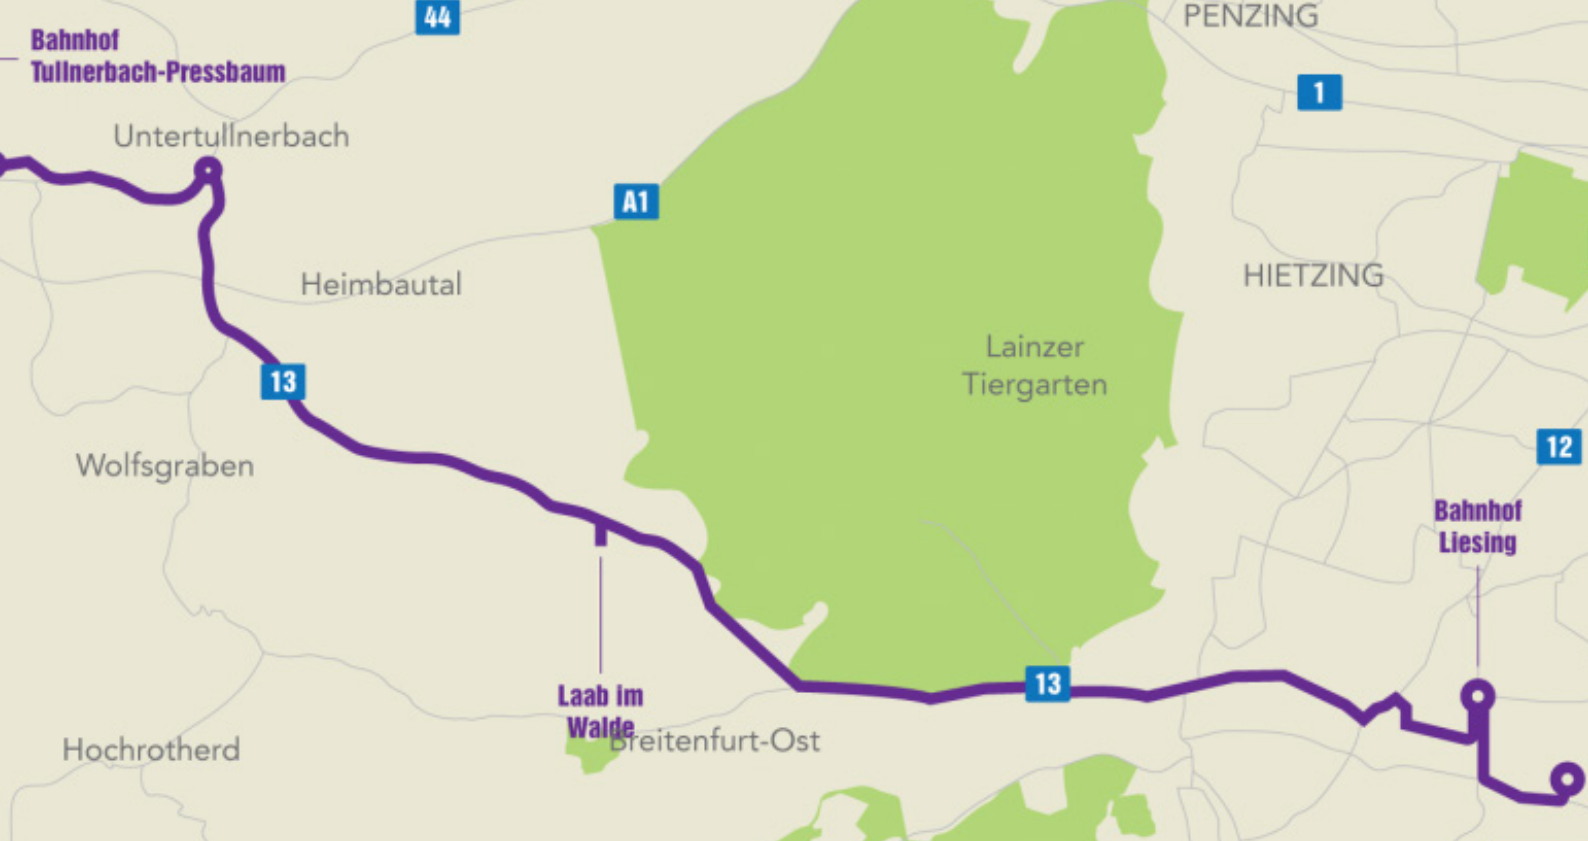 44
PENZING
Bahnhof
Tullnerbach-Pressbaum
1
Untertullnerbach
A1
HIETZING
Heimbautal
Lainzer
Tiergarten
13
12
Wolfsgraben
Bahnhof
Liesing
13
Laab im
Walde
Breitenfurt-Ost
Hochrotherd